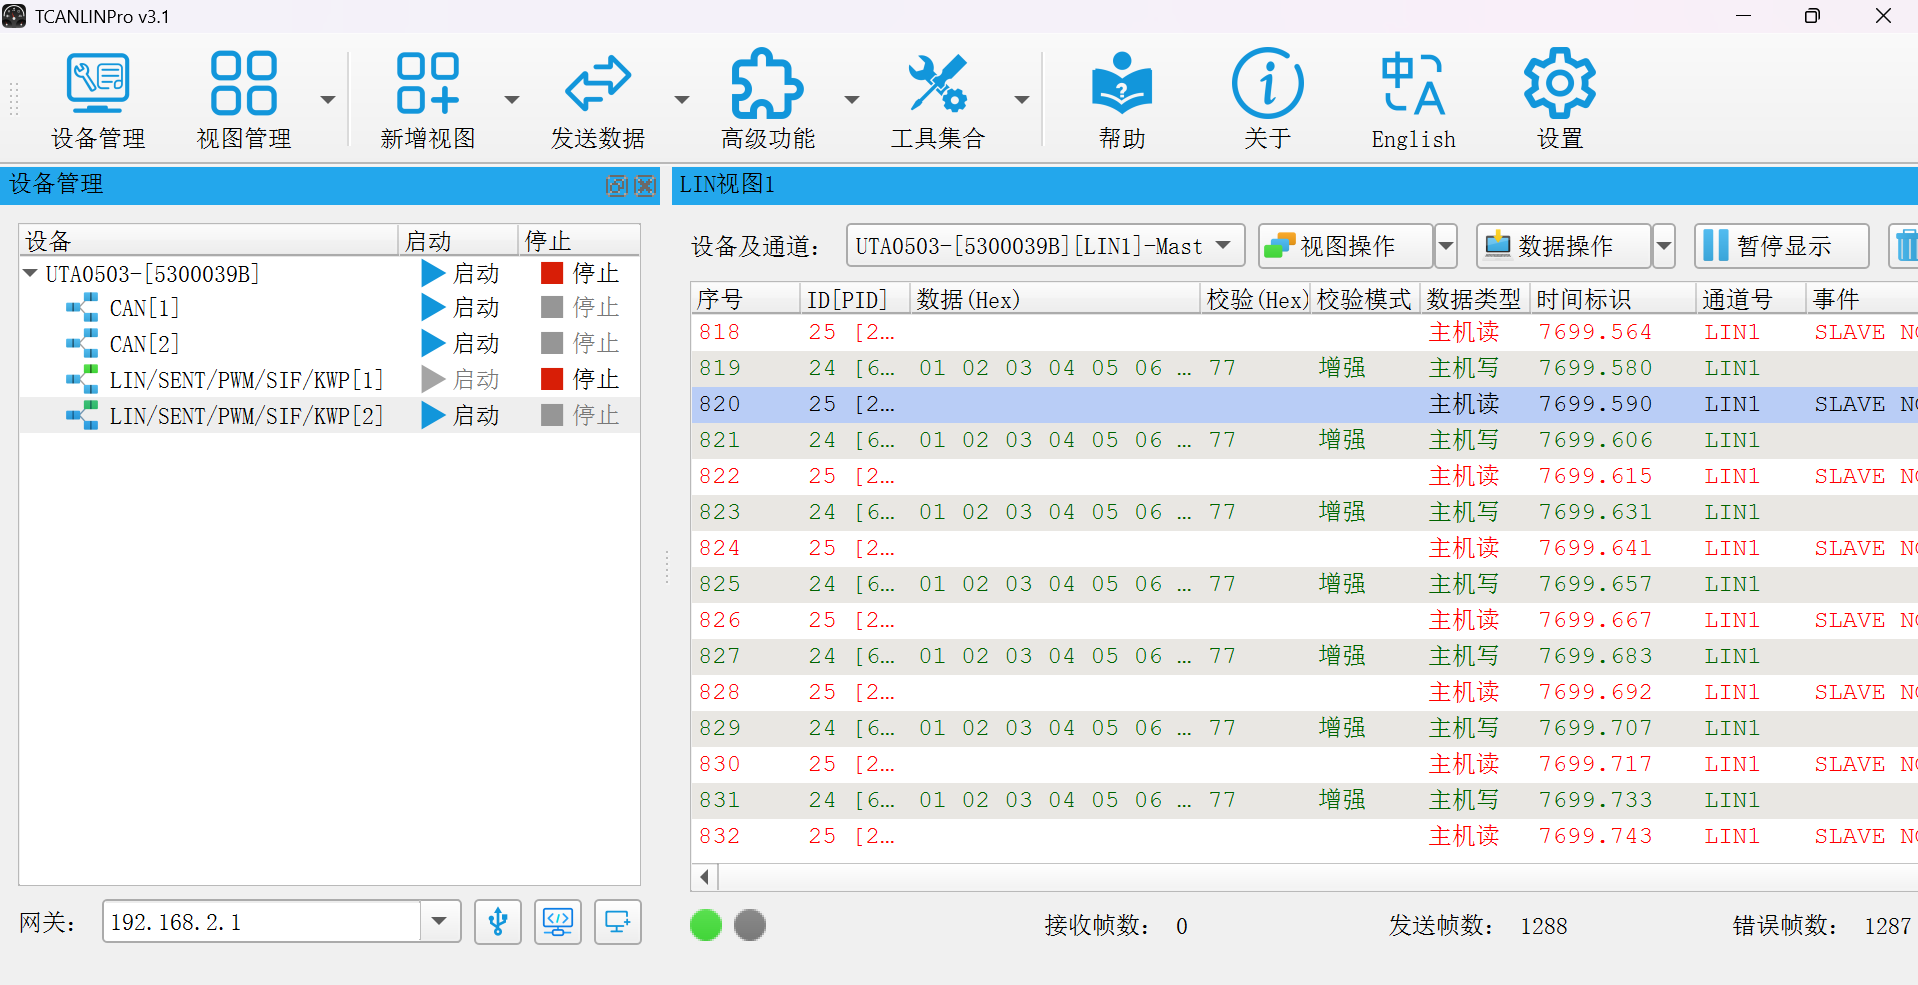 TCANLINPro v3.1
设备管理 视图管理 新增视图 发送数据 高级功能 工具集合 帮助 关于 English 设置
设备管理
LIN视图1
设备及通道： UTA0503-[5300039B][LIN1]-Mast 视图操作 数据操作 暂停显示
设备 启动 停止
UTA0503-[5300039B] 启动 停止
CAN[1] 启动 停止
CAN[2] 启动 停止
LIN/SENT/PWM/SIF/KWP[1] 启动 停止
LIN/SENT/PWM/SIF/KWP[2] 启动 停止
序号 ID[PID] 数据(Hex) 校验(Hex) 校验模式 数据类型 时间标识 通道号 事件
818 25 [2... 主机读 7699.564 LIN1 SLAVE NO
819 24 [6... 01 02 03 04 05 06 ... 77 增强 主机写 7699.580 LIN1
820 25 [2... 主机读 7699.590 LIN1 SLAVE NO
821 24 [6... 01 02 03 04 05 06 ... 77 增强 主机写 7699.606 LIN1
822 25 [2... 主机读 7699.615 LIN1 SLAVE NO
823 24 [6... 01 02 03 04 05 06 ... 77 增强 主机写 7699.631 LIN1
824 25 [2... 主机读 7699.641 LIN1 SLAVE NO
825 24 [6... 01 02 03 04 05 06 ... 77 增强 主机写 7699.657 LIN1
826 25 [2... 主机读 7699.667 LIN1 SLAVE NO
827 24 [6... 01 02 03 04 05 06 ... 77 增强 主机写 7699.683 LIN1
828 25 [2... 主机读 7699.692 LIN1 SLAVE NO
829 24 [6... 01 02 03 04 05 06 ... 77 增强 主机写 7699.707 LIN1
830 25 [2... 主机读 7699.717 LIN1 SLAVE NO
831 24 [6... 01 02 03 04 05 06 ... 77 增强 主机写 7699.733 LIN1
832 25 [2... 主机读 7699.743 LIN1 SLAVE NO
网关： 192.168.2.1
接收帧数： 0 发送帧数： 1288 错误帧数： 1287